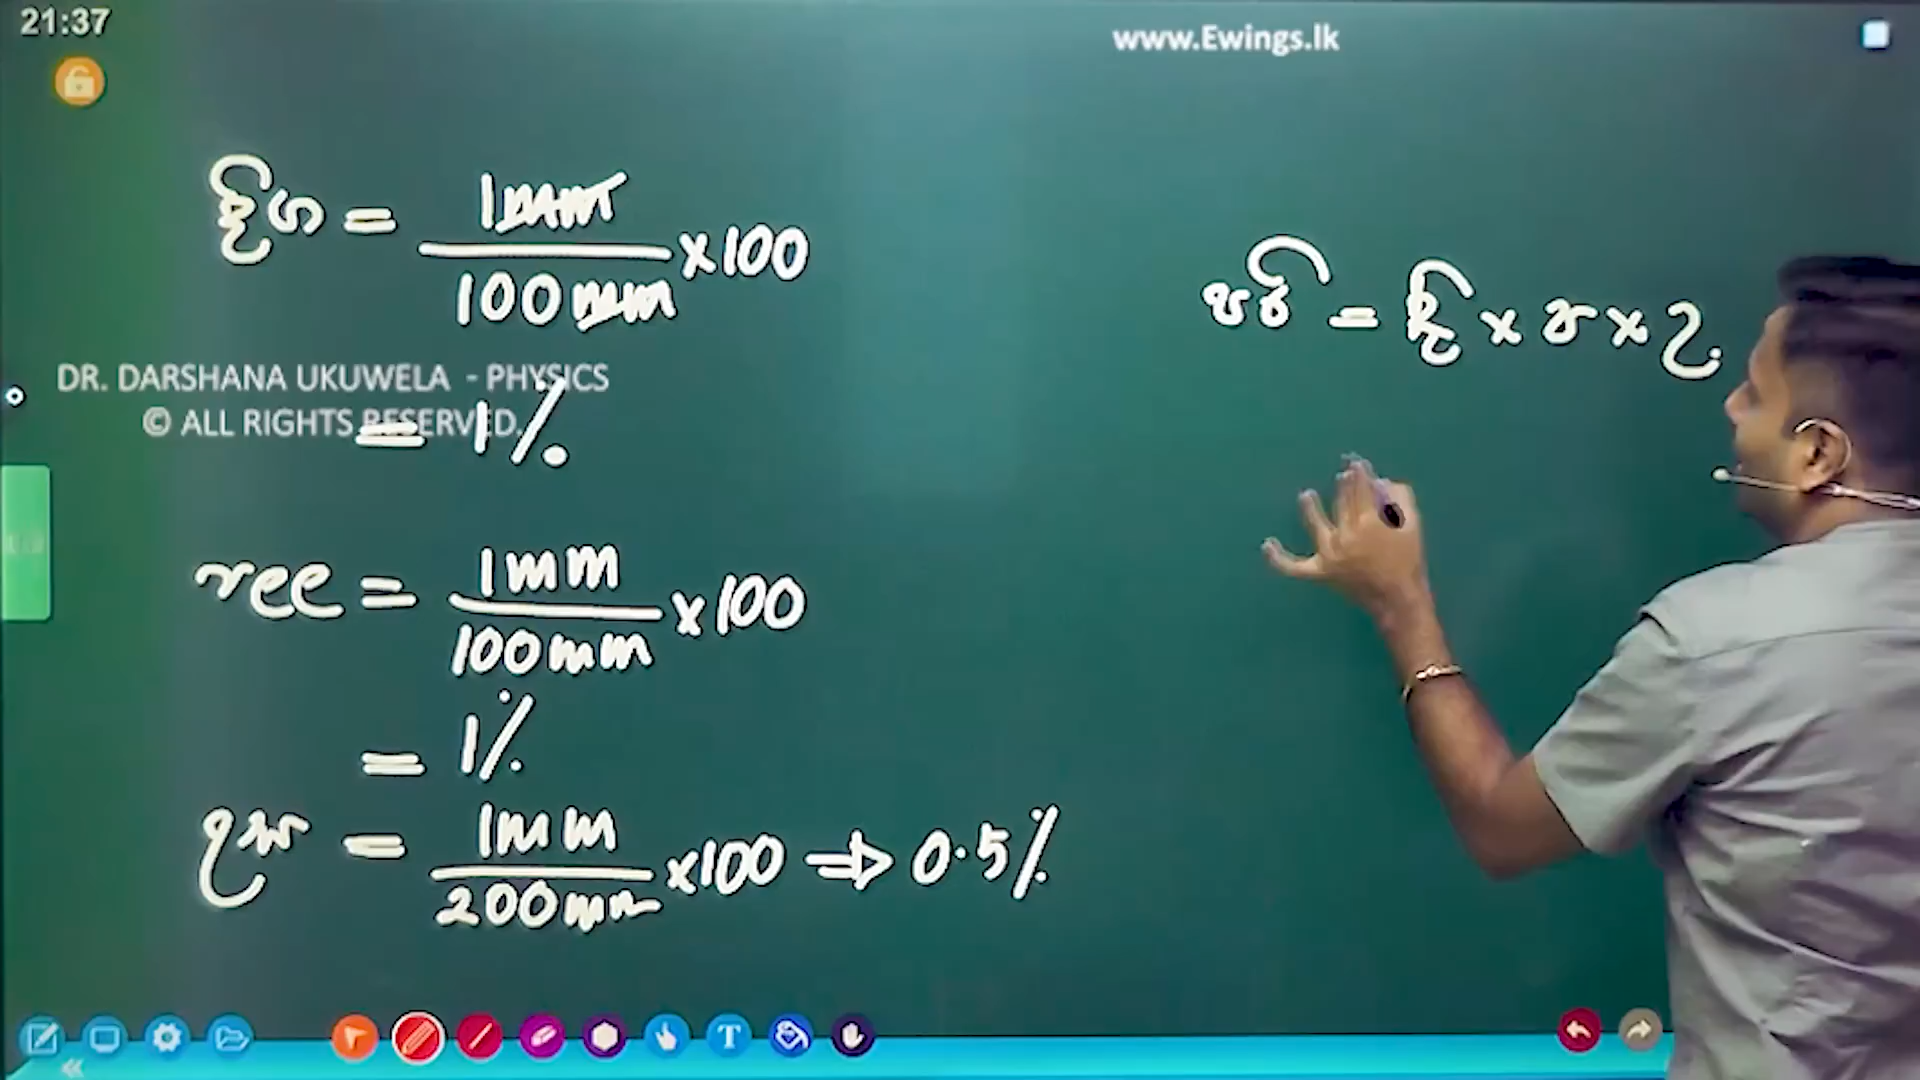 21:37
www.Ewings.lk
දිග = 1mm / 100mm × 100
= 1%
DR. DARSHANA UKUWELA - PHYSICS
© ALL RIGHTS RESERVED.
= 1mm / 100mm × 100
= 1%
උස = 1mm / 200mm × 100 ⇒ 0.5%
පරි = දි × ප × උ
T